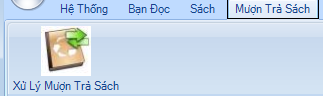 Hệ Thống Bạn Đọc Sách Mượn Trả Sách
Xử Lý Mượn Trả Sách